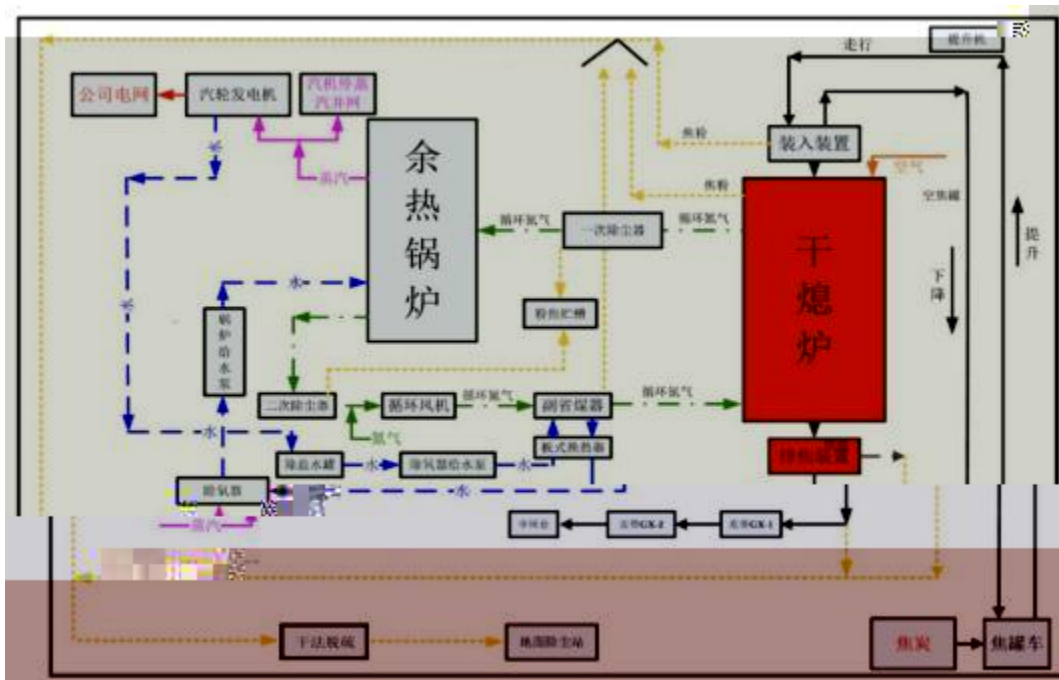 提升机
走行
公司电网
汽轮发电机
汽机外蒸
汽并网
水
余热锅炉
蒸汽
焦粉
装入装置
空气
焦粉
空焦罐
循环氮气
一次除尘器
循环氮气
干熄炉
提升
下降
水
水
锅炉给水泵
粉焦贮槽
二次除尘器
循环风机
循环氮气
副省煤器
循环氮气
氮气
板式换热器
水
除盐水罐
水
除氧器给水泵
水
排焦装置
除氧器
水
蒸汽
中间仓
皮带GX-2
皮带GX-1
干法脱硫
地面除尘站
焦炭
焦罐车